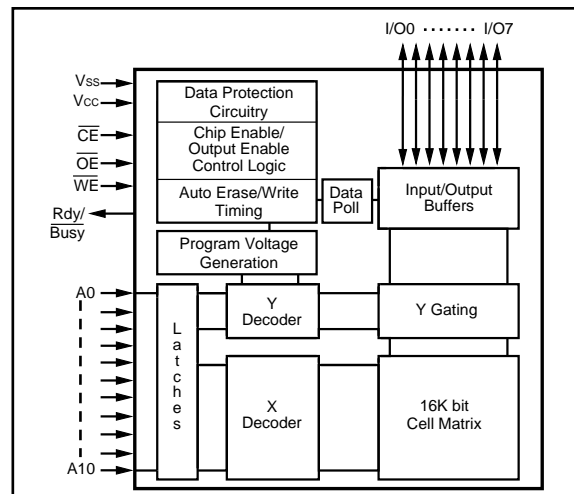 I/O0 ········ I/O7
VSS
VCC
CE
OE
WE
Rdy/
Busy
Data Protection
Circuitry
Chip Enable/
Output Enable
Control Logic
Auto Erase/Write
Timing
Data
Poll
Input/Output
Buffers
Program Voltage
Generation
A0
A10
Latches
Y
Decoder
Y Gating
X
Decoder
16K bit
Cell Matrix